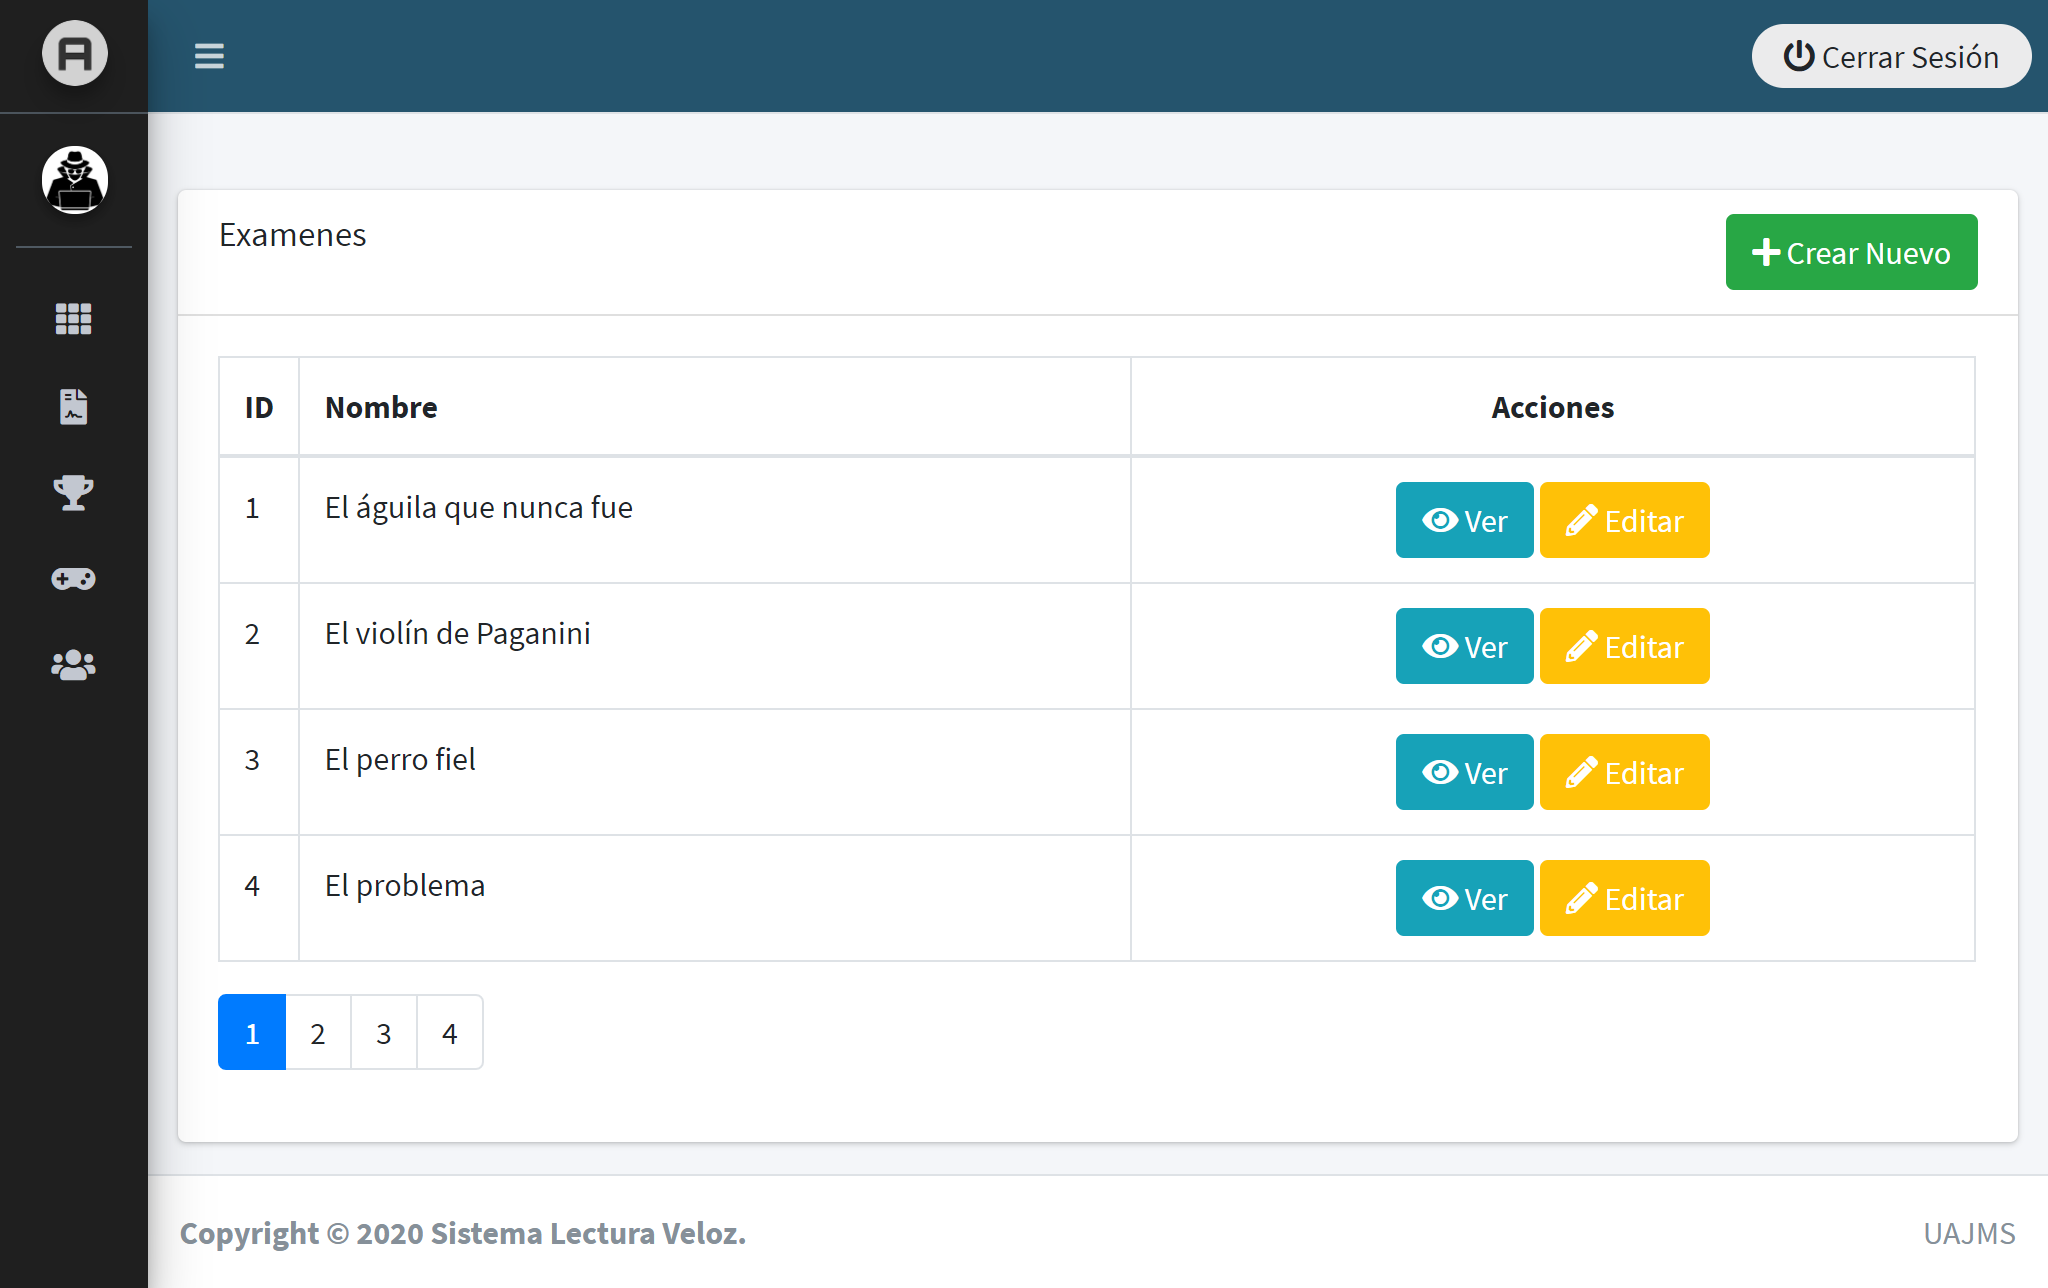 A
Cerrar Sesión
Examenes
Crear Nuevo
ID Nombre Acciones
1 El águila que nunca fue Ver Editar
2 El violín de Paganini Ver Editar
3 El perro fiel Ver Editar
4 El problema Ver Editar
1 2 3 4
Copyright © 2020 Sistema Lectura Veloz. UAJMS